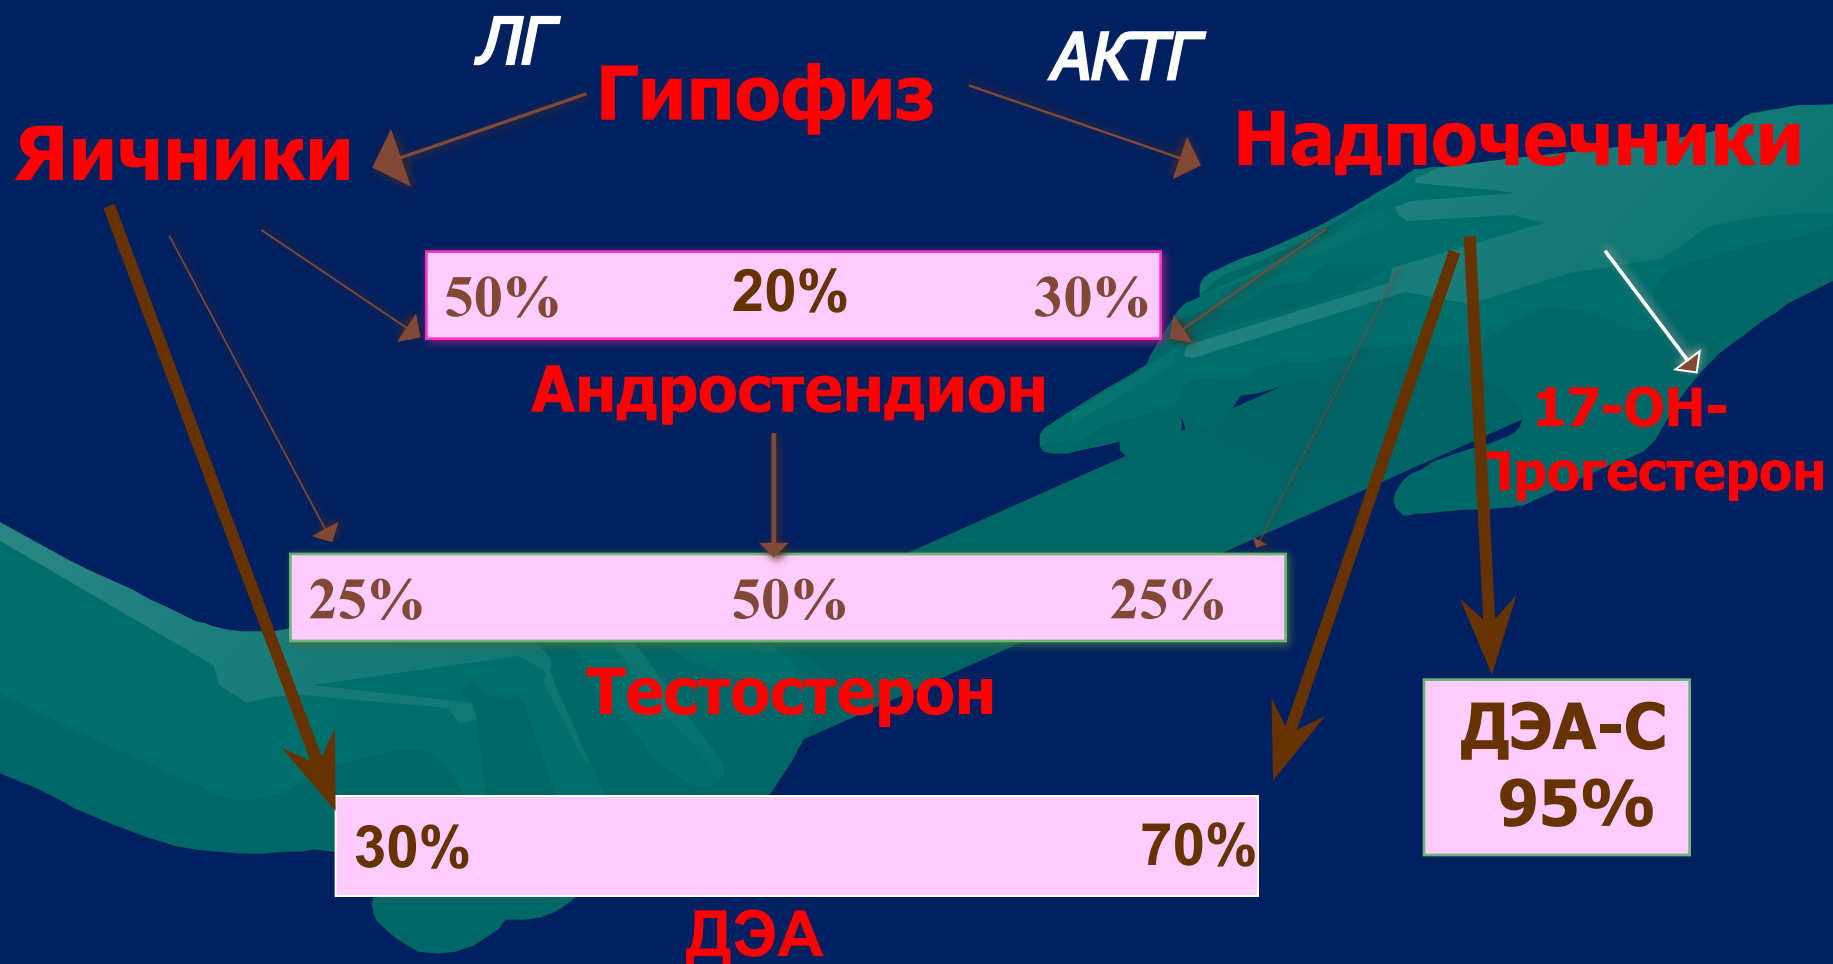 ЛГ
АКТГ
Гипофиз
Яичники
Надпочечники
50% 20% 30%
Андростендион
17-ОН-
Прогестерон
25% 50% 25%
Тестостерон
ДЭА-С
95%
30% 70%
ДЭА